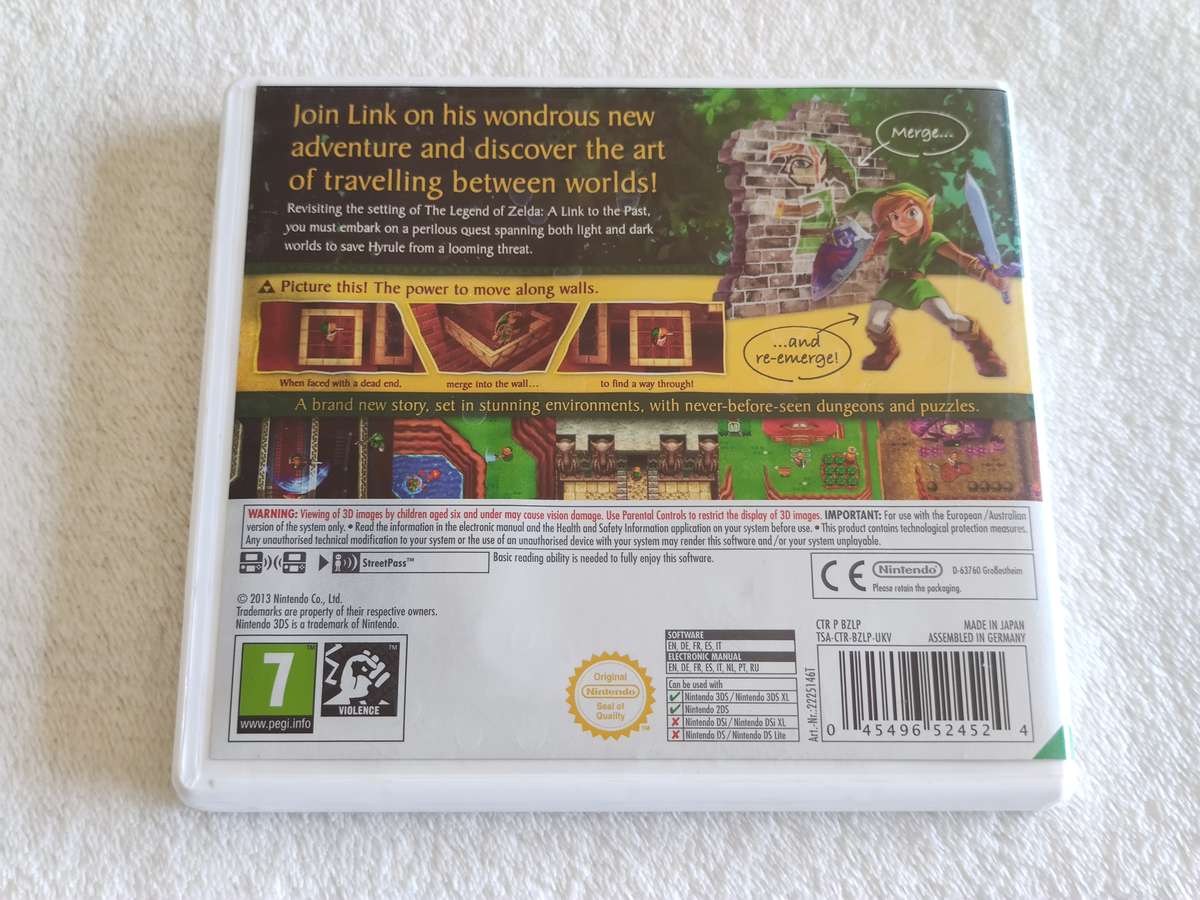 Join Link on his wondrous new
adventure and discover the art
of travelling between worlds!
Revisiting the setting of The Legend of Zelda: A Link to the Past,
you must embark on a perilous quest spanning both light and dark
worlds to save Hyrule from a looming threat.
Merge...
Picture this! The power to move along walls.
...and
re-emerge!
When faced with a dead end,
merge into the wall...
to find a way through!
A brand new story, set in stunning environments, with never-before-seen dungeons and puzzles.
WARNING: Viewing of 3D images by children aged six and under may cause vision damage. Use Parental Controls to restrict the display of 3D images. IMPORTANT: For use with the European /Australian
version of the system only. • Read the information in the electronic manual and the Health and Safety Information application on your system before use. • This product contains technological protection measures.
Any unauthorised technical modification to your system or the use of an unauthorised device with your system may render this software and /or your system unplayable.
StreetPass™
Basic reading ability is needed to fully enjoy this software.
CE
Nintendo
D-63760 Großostheim
Please retain the packaging.
© 2013 Nintendo Co., Ltd.
Trademarks are property of their respective owners.
Nintendo 3DS is a trademark of Nintendo.
7
™
www.pegi.info
™
VIOLENCE
Original
Nintendo
Seal of
Quality
™
SOFTWARE
EN, DE, FR, ES, IT
ELECTRONIC MANUAL
EN, DE, FR, ES, IT, NL, PT, RU
Can be used with
Nintendo 3DS / Nintendo 3DS XL
Nintendo 2DS
Nintendo DSi / Nintendo DSi XL
Nintendo DS / Nintendo DS Lite
CTR P BZLP
TSA-CTR-BZLP-UKV
MADE IN JAPAN
ASSEMBLED IN GERMANY
Art.-Nr.: 2225146T
0 45496 52452 4